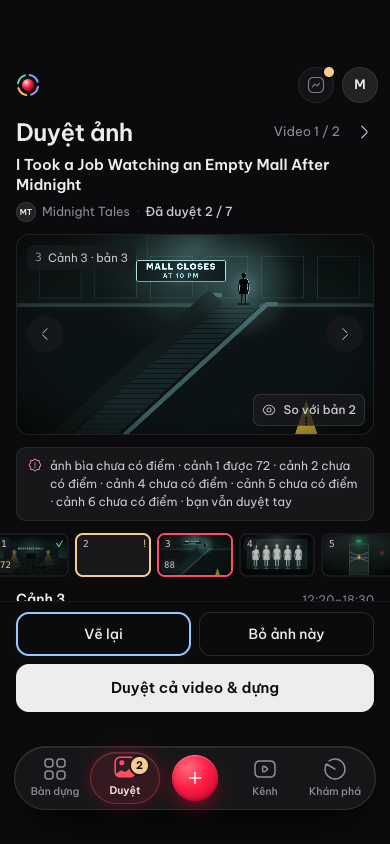 M
Duyệt ảnh
Video 1 / 2
I Took a Job Watching an Empty Mall After
Midnight
MT Midnight Tales · Đã duyệt 2 / 7
3 Cảnh 3 · bản 3
MALL CLOSES
AT 10 PM
So với bản 2
ảnh bìa chưa có điểm · cảnh 1 được 72 · cảnh 2 chưa
có điểm · cảnh 4 chưa có điểm · cảnh 5 chưa có điểm
· cảnh 6 chưa có điểm · bạn vẫn duyệt tay
1 ✓
72
2 !
3
88
4
5
Cảnh 3
12:20–18:30
Vẽ lại
Bỏ ảnh này
Duyệt cả video & dựng
2
Bàn dựng
Duyệt
Kênh
Khám phá